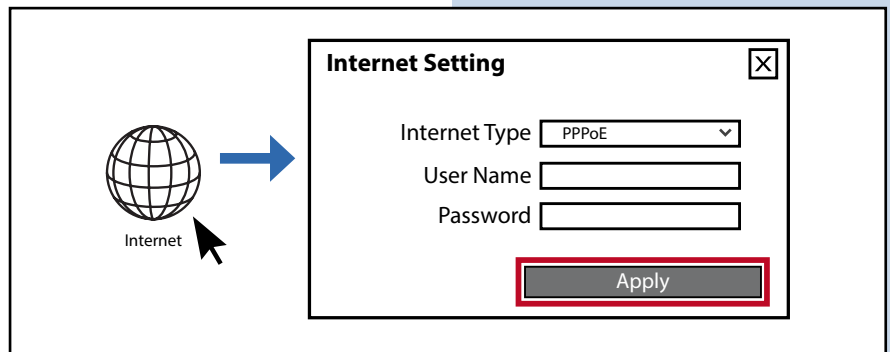 Internet Setting
Internet Type PPPoE
User Name
Password
Internet
Apply